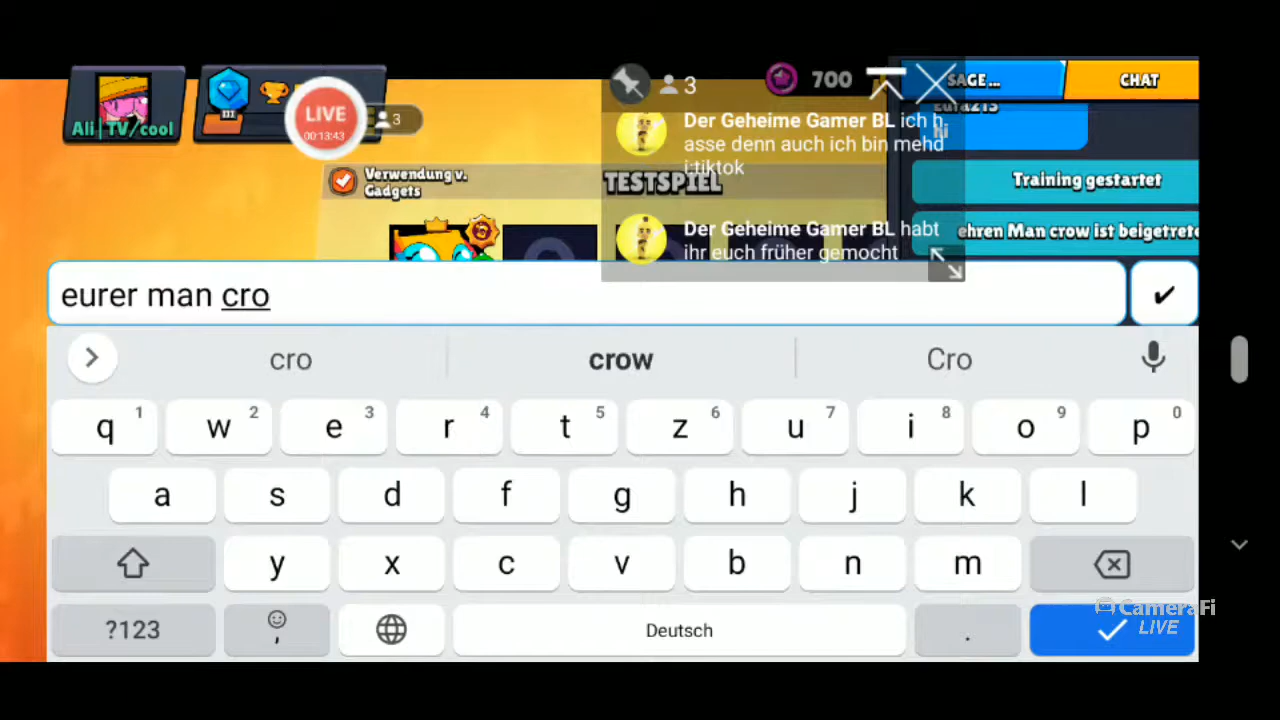 Ali|TV/cool
III
LIVE
00:13:43
3
3
700
SAGE...
CHAT
Der Geheime Gamer BL ich h
asse denn auch ich bin mehd
i:tiktok
hi
Verwendung v.
Gadgets
TESTSPIEL
Training gestartet
Der Geheime Gamer BL habt
ihr euch früher gemocht
ehren Man crow ist beigetrete
eurer man cro
cro
crow
Cro
q 1 w 2 e 3 r 4 t 5 z 6 u 7 i 8 o 9 p 0
a s d f g h j k l
y x c v b n m
?123 , Deutsch .
CameraFi
LIVE